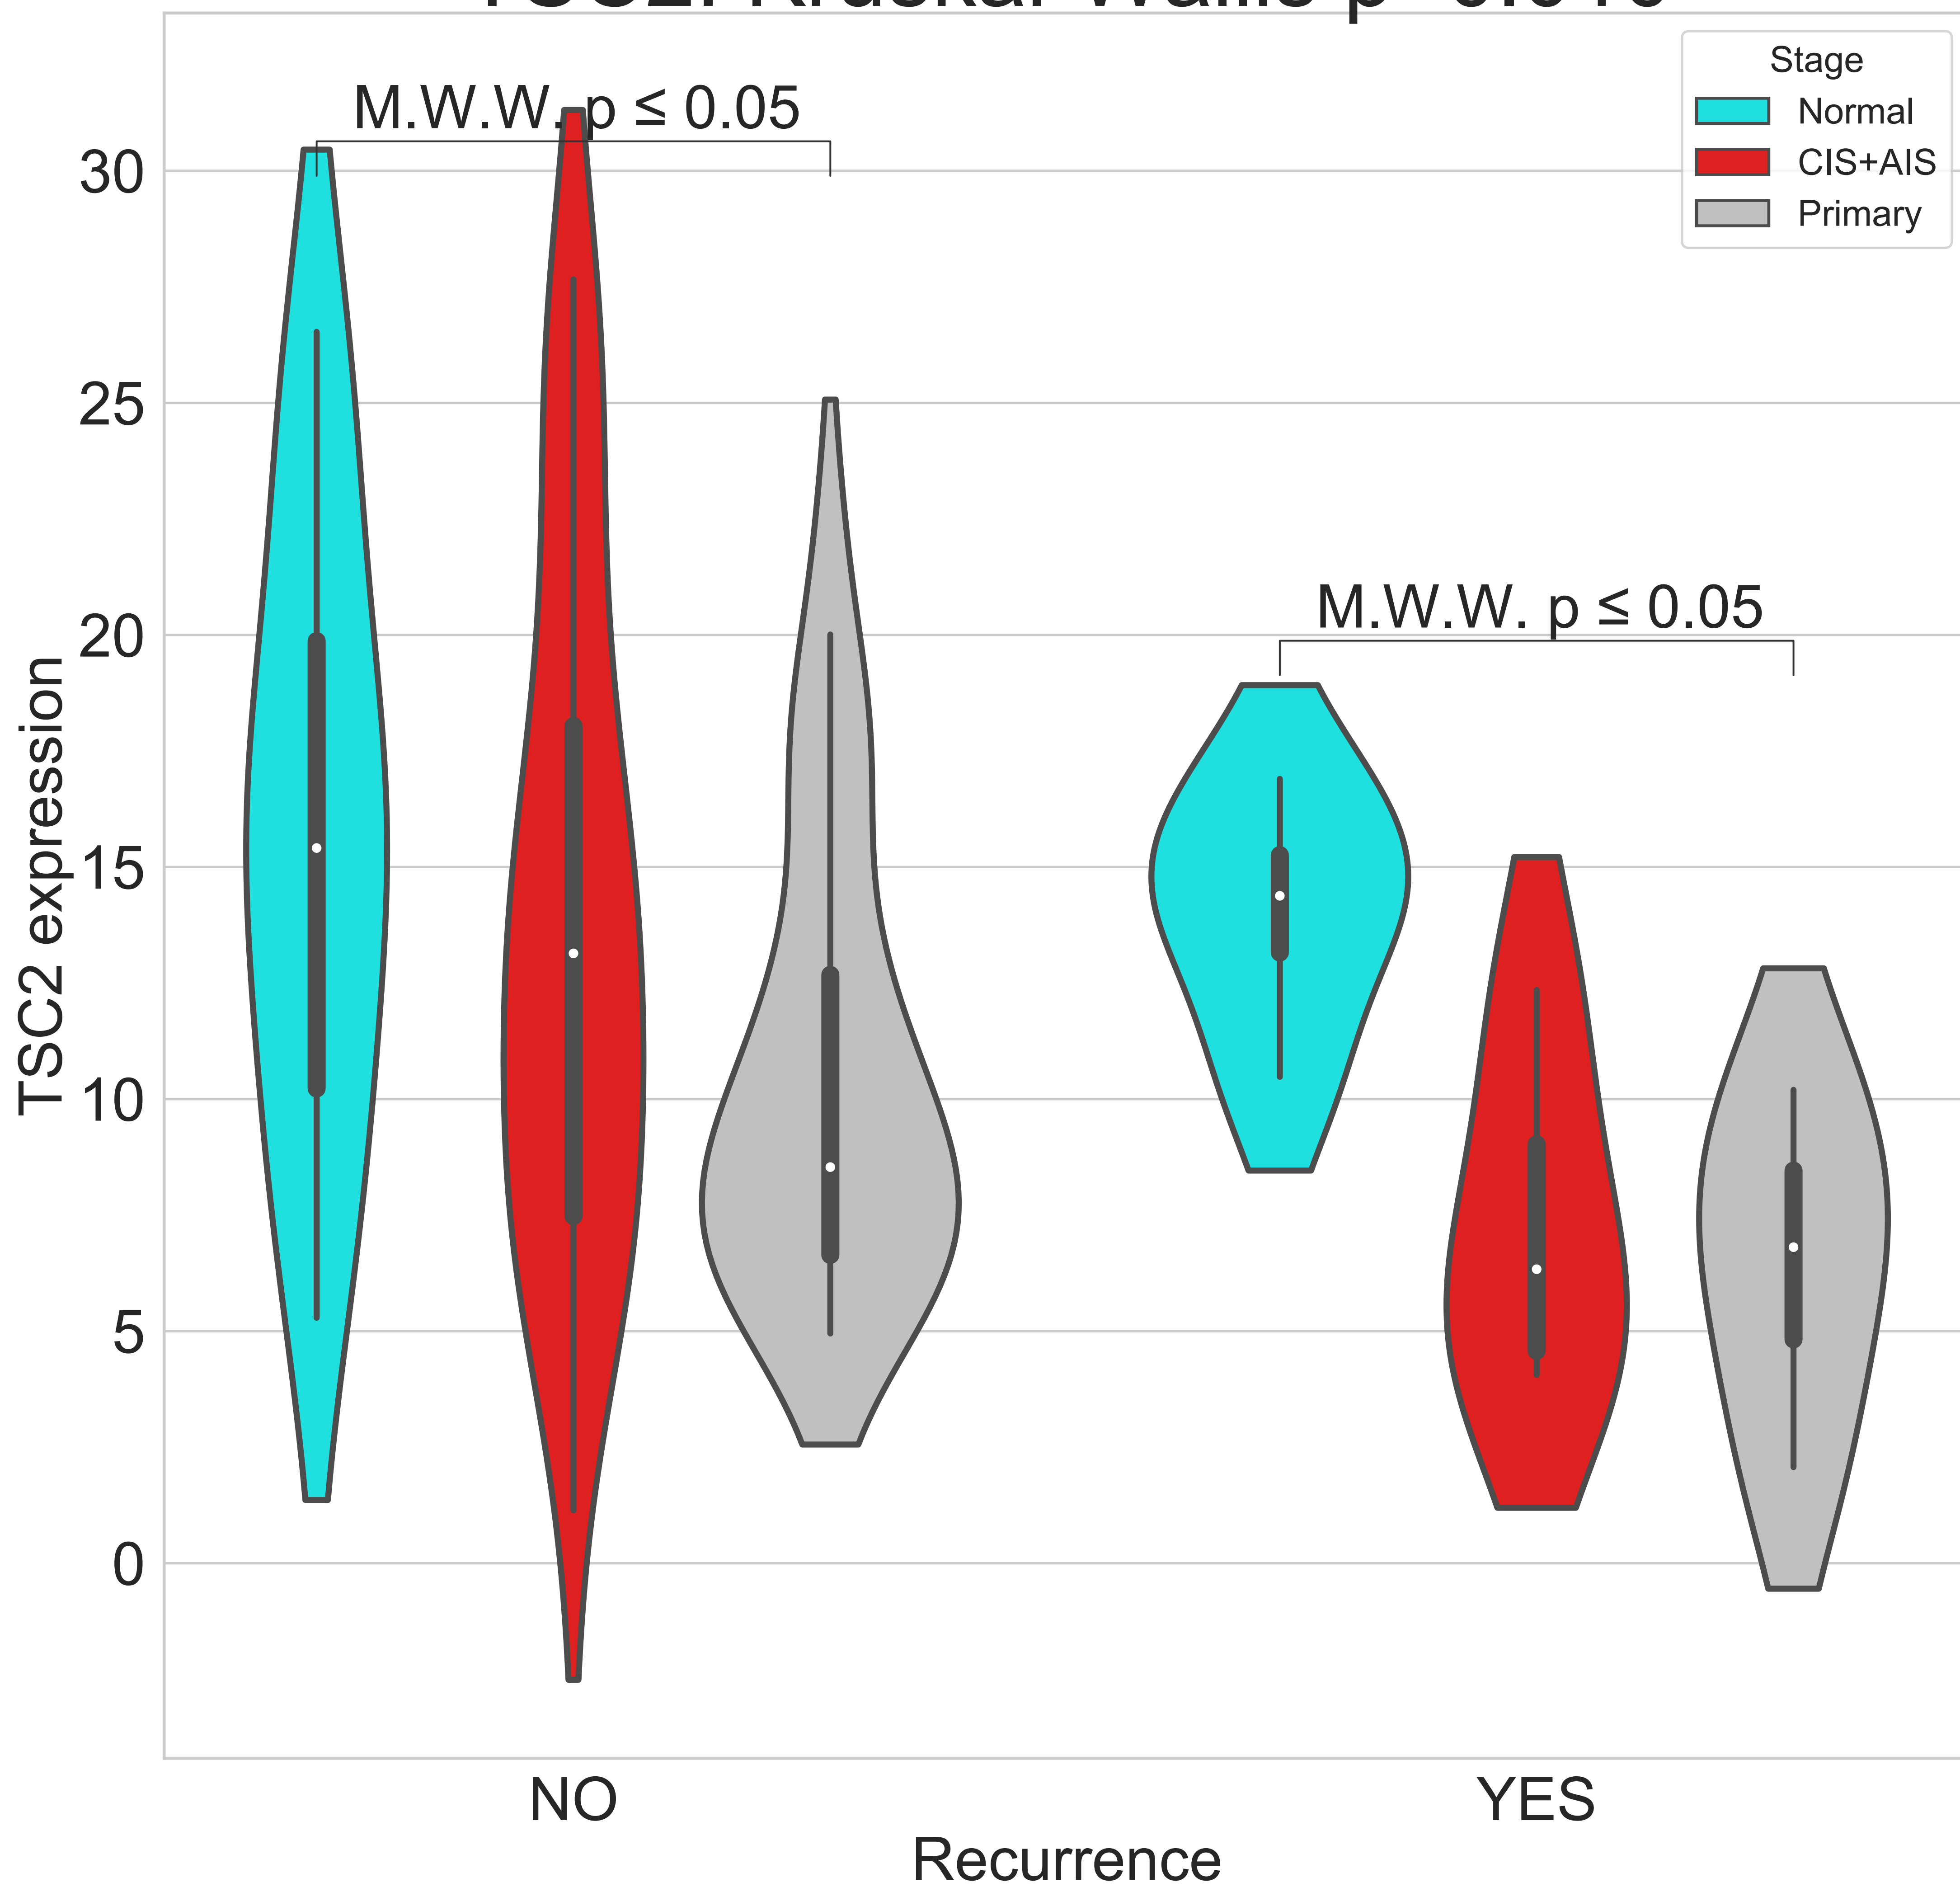 Stage
Normal
CIS+AIS
Primary
M.W.W. p ≤ 0.05
M.W.W. p ≤ 0.05
30
25
20
15
10
5
0
TSC2 expression
NO
YES
Recurrence